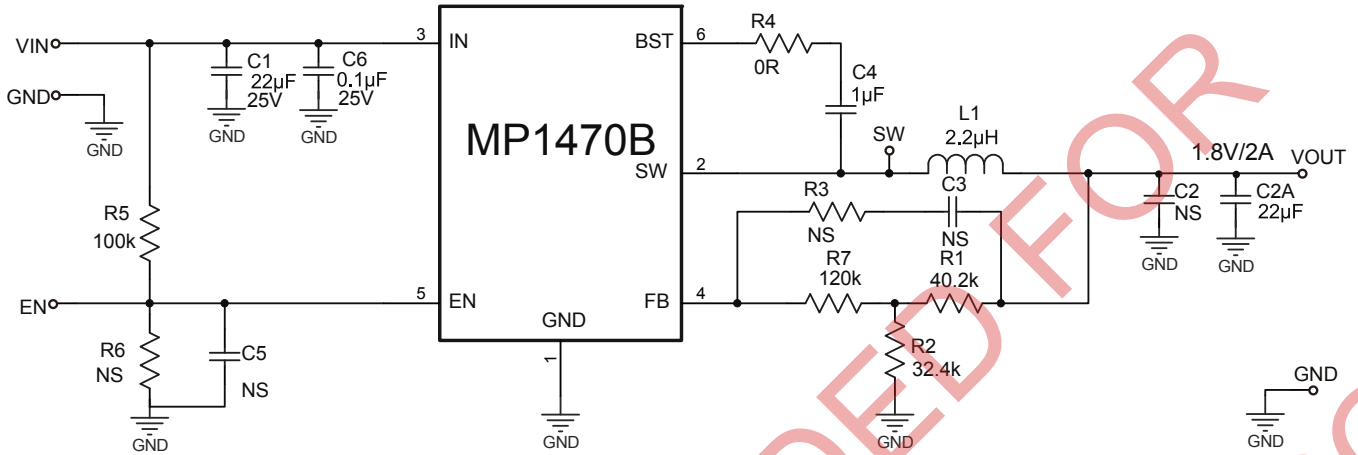 VIN
GND
GND
C1
22µF
25V
GND
C6
0.1µF
25V
GND
3
IN
MP1470B
BST
6
R4
0R
C4
1µF
SW
2
SW
L1
2.2µH
1.8V/2A
VOUT
C2
NS
GND
C2A
22µF
GND
R3
NS
C3
NS
R5
100k
EN
5
EN
R6
NS
C5
NS
GND
GND
1
GND
FB
4
R7
120k
R1
40.2k
R2
32.4k
GND
GND
GND
DED FOR